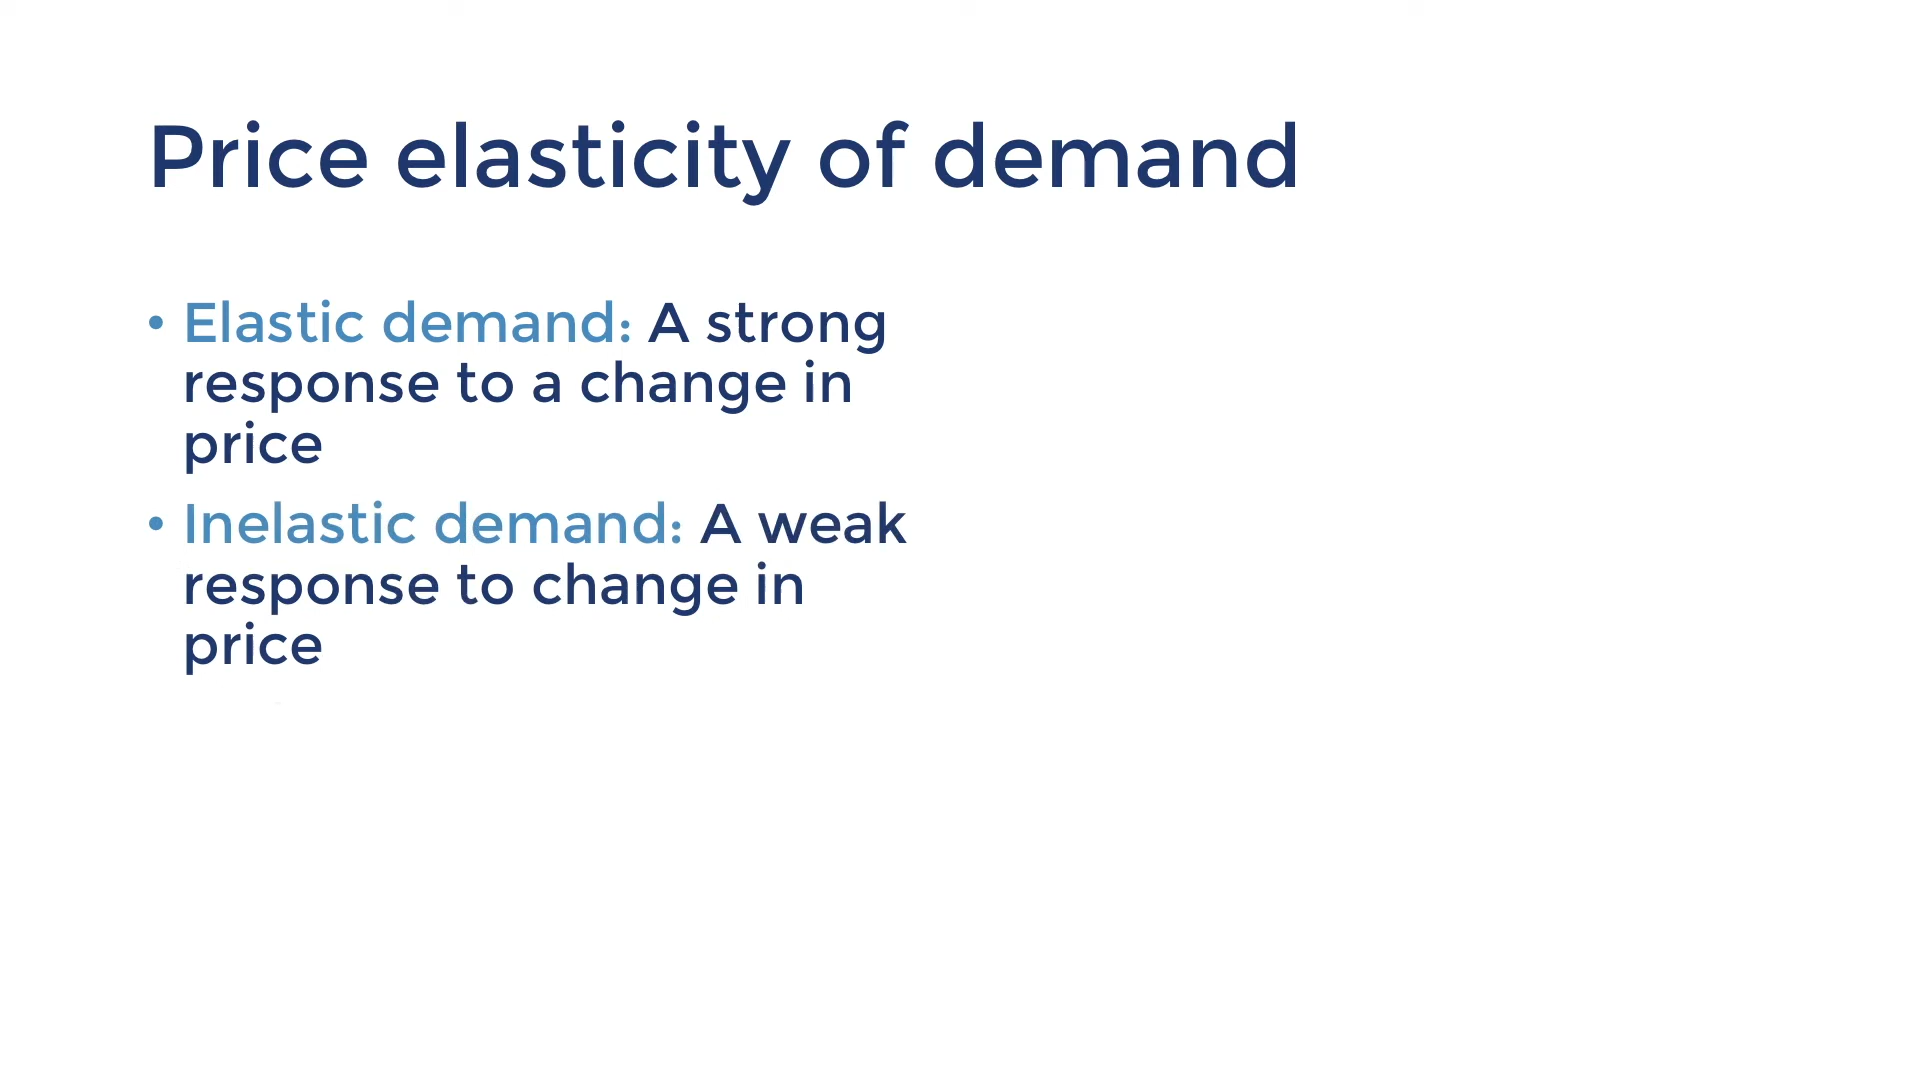 Price elasticity of demand
• Elastic demand: A strong
response to a change in
price
• Inelastic demand: A weak
response to change in
price